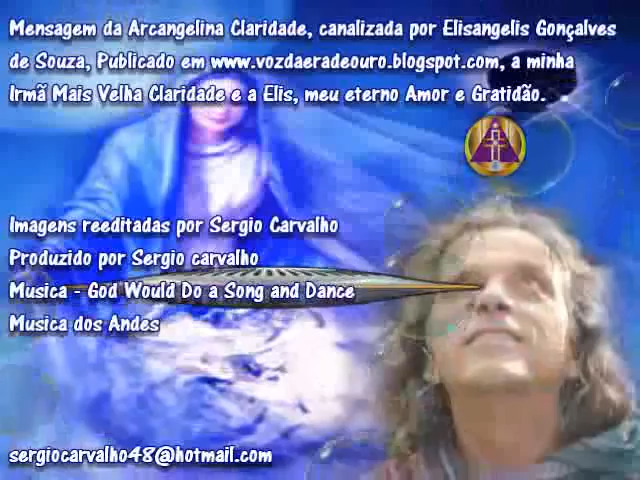 Mensagem da Arcangelina Claridade, canalizada por Elisangelis Gonçalves
de Souza, Publicado em www.vozdaeradeouro.blogspot.com, a minha
Irmã Mais Velha Claridade e a Elis, meu eterno Amor e Gratidão.
Imagens reeditadas por Sergio Carvalho
Produzido por Sergio carvalho
Musica - God Would Do a Song and Dance
Musica dos Andes
sergiocarvalho48@hotmail.com